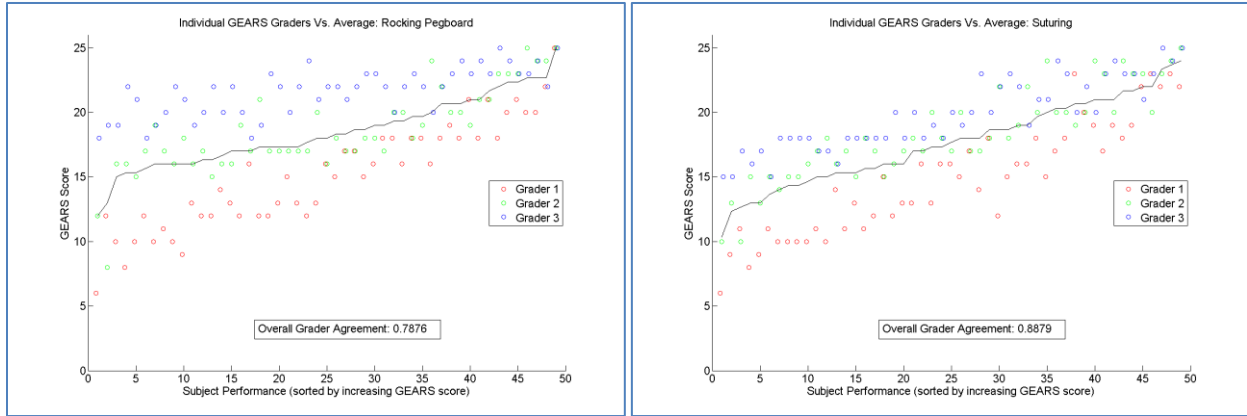 Individual GEARS Graders Vs. Average: Rocking Pegboard
25
20
15
10
5
0
GEARS Score
Grader 1
Grader 2
Grader 3
Overall Grader Agreement: 0.7876
0 5 10 15 20 25 30 35 40 45 50
Subject Performance (sorted by increasing GEARS score)
Individual GEARS Graders Vs. Average: Suturing
25
20
15
10
5
0
GEARS Score
Grader 1
Grader 2
Grader 3
Overall Grader Agreement: 0.8879
0 5 10 15 20 25 30 35 40 45 50
Subject Performance (sorted by increasing GEARS score)